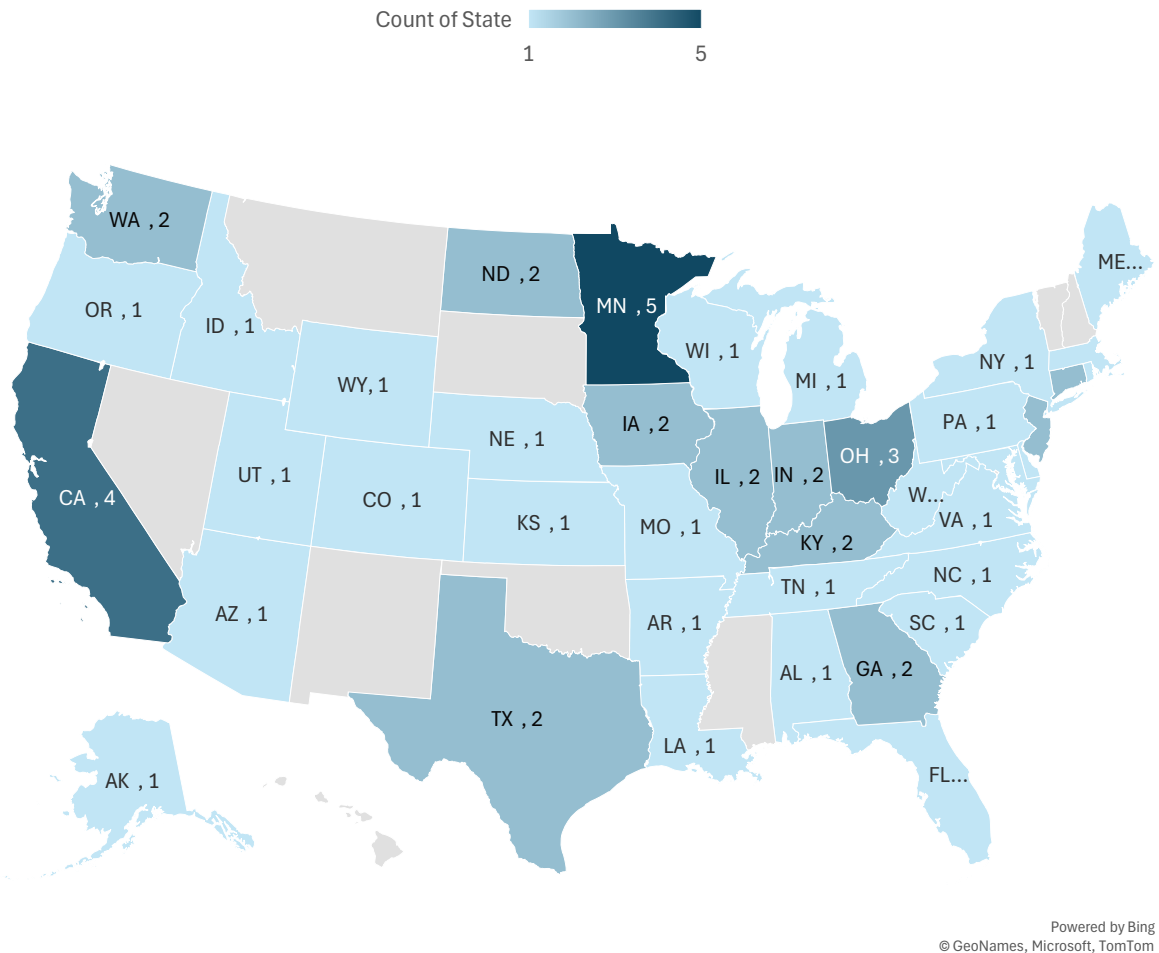 Count of State
1 5
WA , 2
ND , 2
ME...
OR , 1
ID , 1
MN , 5
WI , 1
NY , 1
WY, 1
MI , 1
NE , 1
IA , 2
PA , 1
CA , 4
UT , 1
CO , 1
IL , 2
IN , 2
OH , 3
W...
KS , 1
MO , 1
KY , 2
VA , 1
AZ , 1
AR , 1
TN , 1
NC , 1
SC , 1
TX , 2
AL , 1
GA , 2
LA , 1
AK , 1
FL...
Powered by Bing
© GeoNames, Microsoft, TomTom